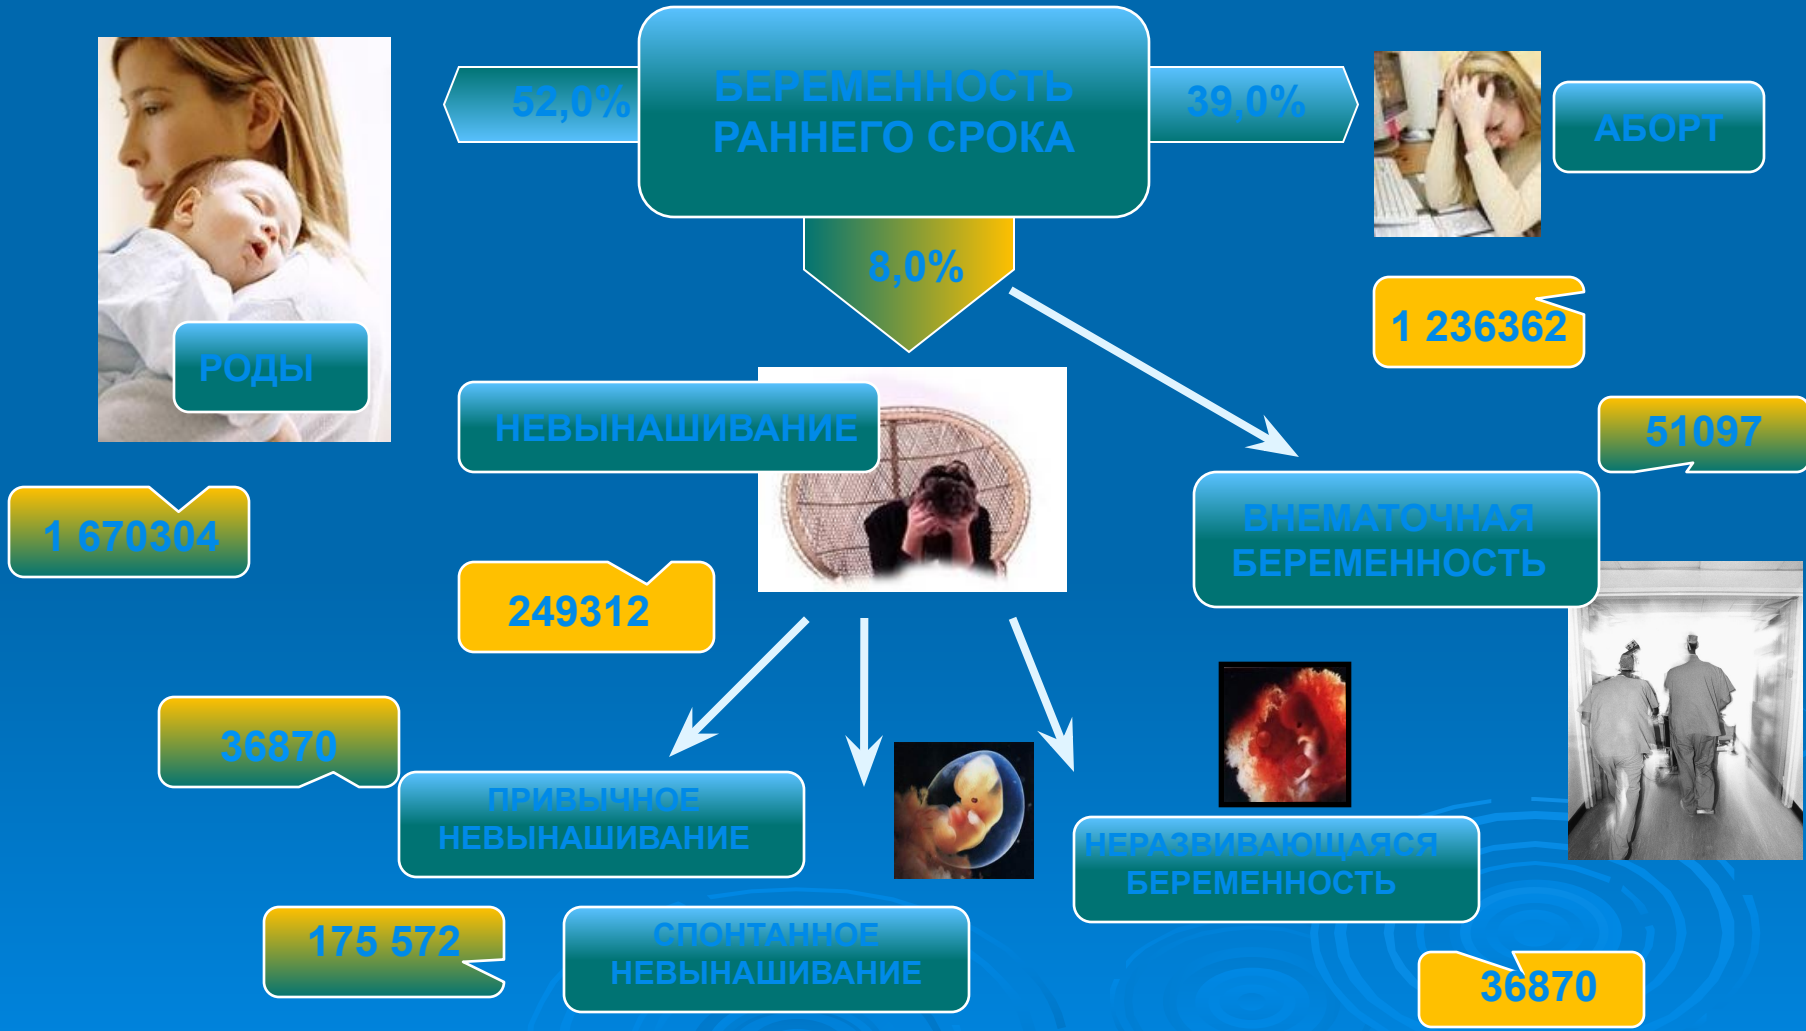 БЕРЕМЕННОСТЬ
РАННЕГО СРОКА
52,0%
39,0%
8,0%
АБОРТ
1 236362
РОДЫ
1 670304
НЕВЫНАШИВАНИЕ
249312
51097
ВНЕМАТОЧНАЯ
БЕРЕМЕННОСТЬ
36870
ПРИВЫЧНОЕ
НЕВЫНАШИВАНИЕ
НЕРАЗВИВАЮЩАЯСЯ
БЕРЕМЕННОСТЬ
175 572
СПОНТАННОЕ
НЕВЫНАШИВАНИЕ
36870